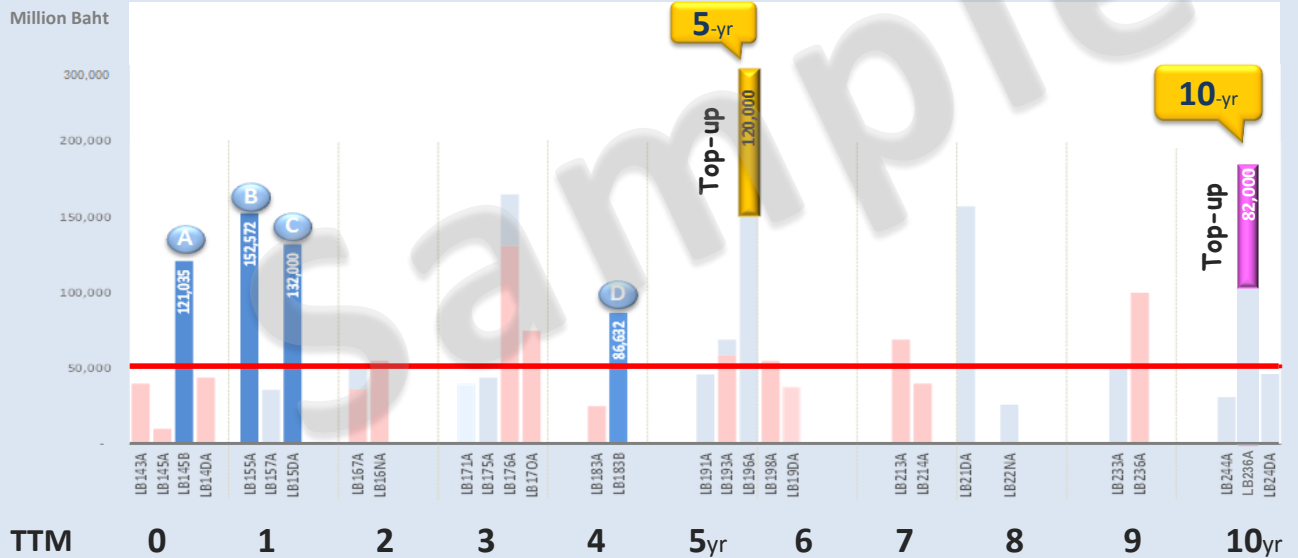 Million Baht
5-yr
300,000
10-yr
Top-up
120,000
200,000
A
B
C
D
Top-up
82,000
150,000
121,035
152,572
132,000
86,632
100,000
50,000
-
Sample
LB143A
LB145A
LB145B
LB14DA
LB155A
LB157A
LB15DA
LB167A
LB16NA
LB171A
LB175A
LB176A
LB17OA
LB183A
LB183B
LB191A
LB193A
LB196A
LB198A
LB19DA
LB213A
LB214A
LB21DA
LB22NA
LB233A
LB236A
LB244A
LB236A
LB24DA
TTM 0 1 2 3 4 5yr 6 7 8 9 10yr